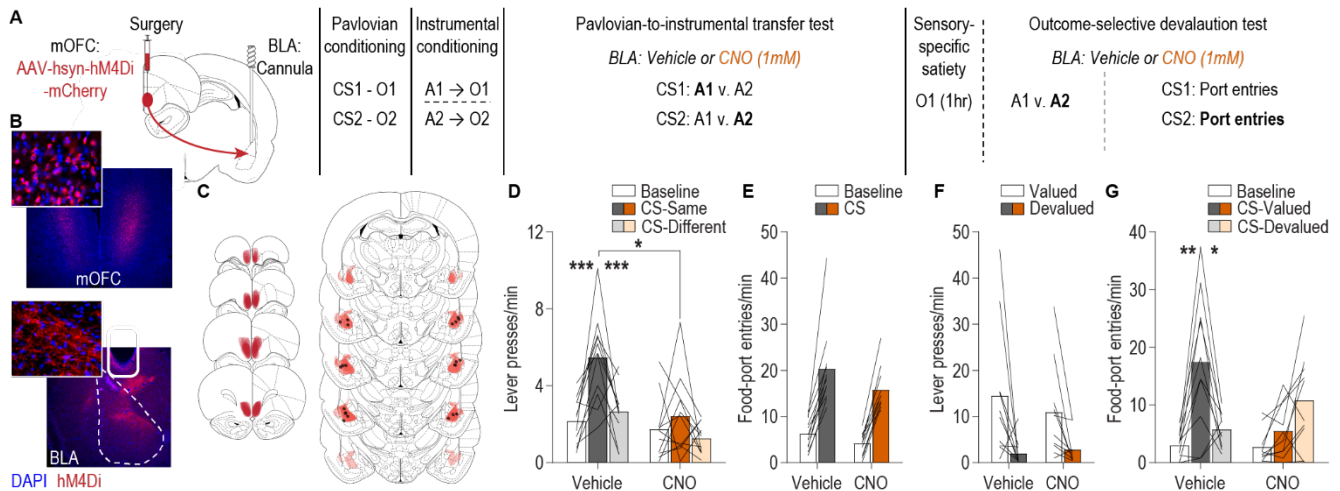 A
Surgery
mOFC:
AAV-hsyn-hM4Di
-mCherry
BLA:
Cannula
Pavlovian
conditioning
CS1 - O1
CS2 - O2
Instrumental
conditioning
A1 → O1
A2 → O2
Pavlovian-to-instrumental transfer test
BLA: Vehicle or CNO (1mM)
CS1: A1 v. A2
CS2: A1 v. A2
Sensory-
specific
satiety
O1 (1hr)
Outcome-selective devalaution test
BLA: Vehicle or CNO (1mM)
A1 v. A2
CS1: Port entries
CS2: Port entries
B
mOFC
BLA
DAPI hM4Di
C
D
Baseline
CS-Same
CS-Different
Lever presses/min
12
8
4
0
*
*** ***
Vehicle CNO
E
Baseline
CS
Food-port entries/min
50
40
30
20
10
0
Vehicle CNO
F
Valued
Devalued
Lever presses/min
50
40
30
20
10
0
Vehicle CNO
G
Baseline
CS-Valued
CS-Devalued
Food-port entries/min
40
30
20
10
0
** *
Vehicle CNO